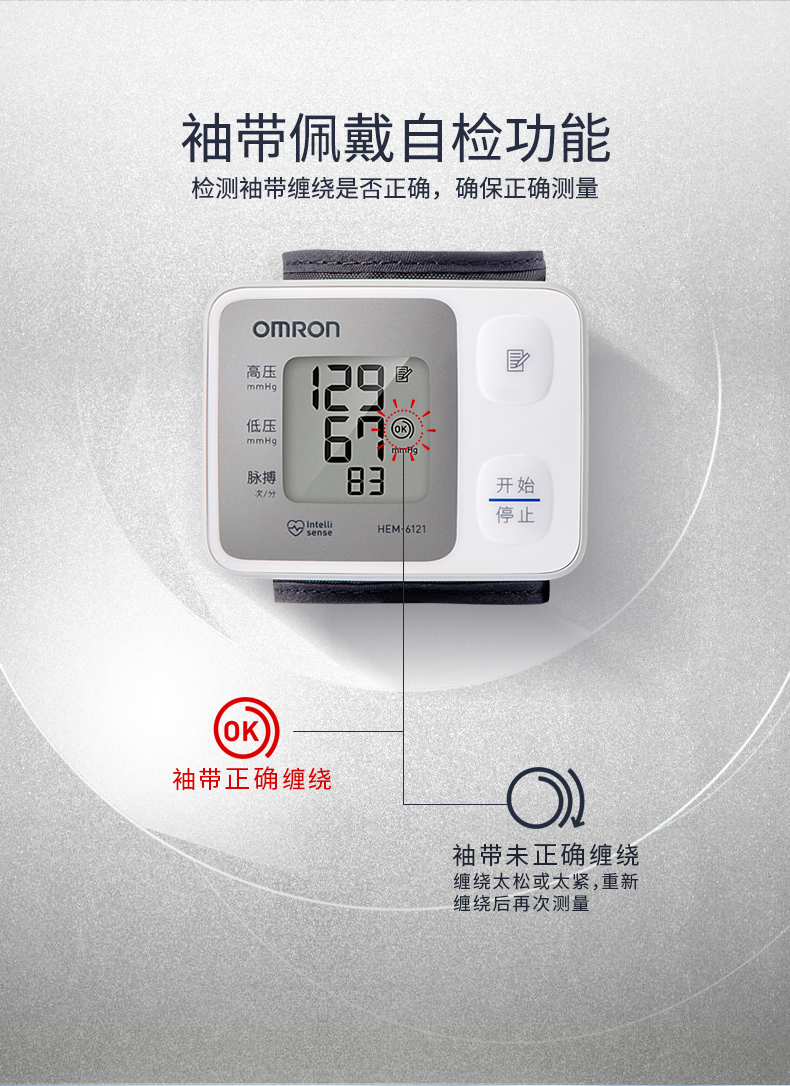 袖带佩戴自检功能
检测袖带缠绕是否正确，确保正确测量
OMRON
高压
mmHg
129
低压
mmHg
67
OK
mmHg
脉搏
次/分
83
Intelli
sense
HEM-6121
开始
停止
OK
袖带正确缠绕
袖带未正确缠绕
缠绕太松或太紧,重新
缠绕后再次测量